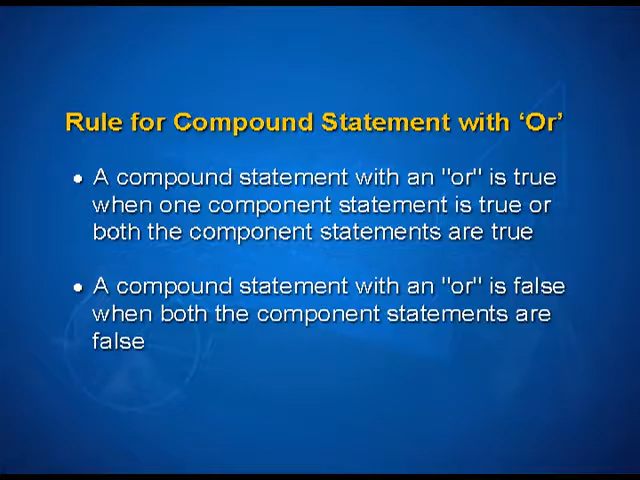 Rule for Compound Statement with ‘Or’
• A compound statement with an "or" is true
when one component statement is true or
both the component statements are true
• A compound statement with an "or" is false
when both the component statements are
false